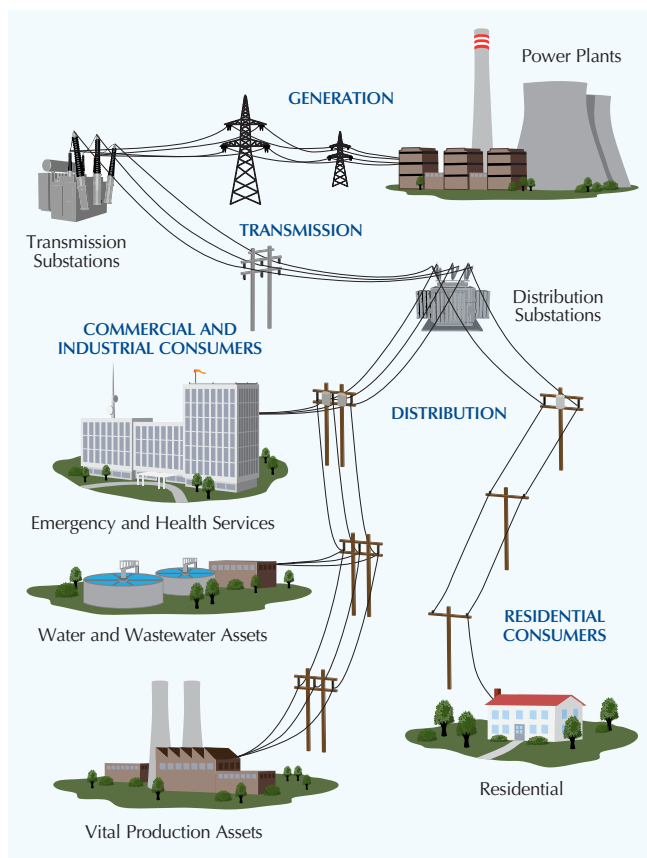 Power Plants
GENERATION
TRANSMISSION
Transmission
Substations
Distribution
Substations
COMMERCIAL AND
INDUSTRIAL CONSUMERS
DISTRIBUTION
Emergency and Health Services
RESIDENTIAL
CONSUMERS
Water and Wastewater Assets
Residential
Vital Production Assets